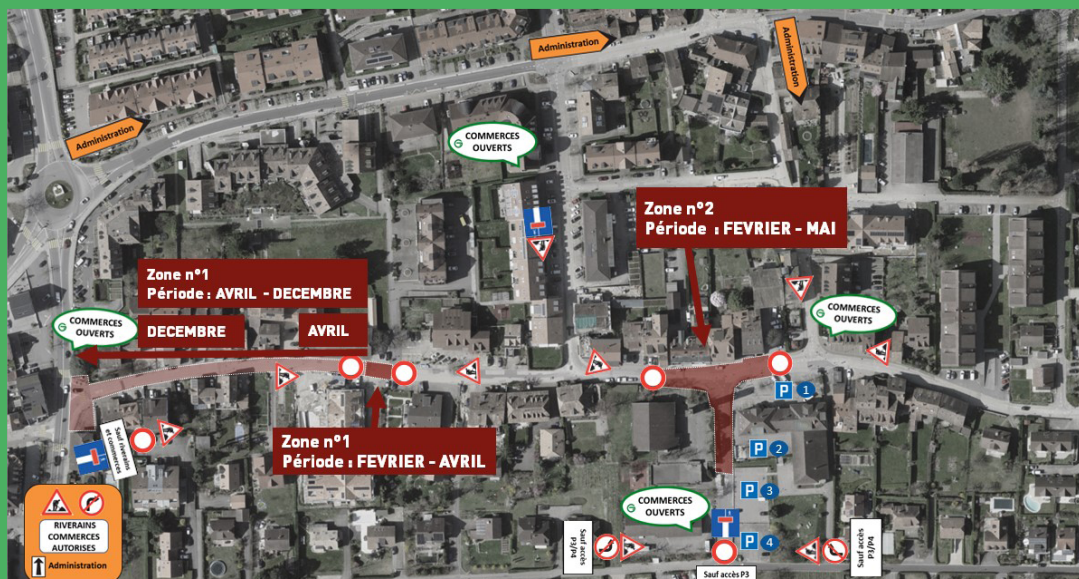 Administration
Administration
Administration
COMMERCES
OUVERTS
Zone n°2
Période : FEVRIER - MAI
Zone n°1
Période : AVRIL - DECEMBRE
DECEMBRE
AVRIL
COMMERCES
OUVERTS
COMMERCES
OUVERTS
Zone n°1
Période : FEVRIER - AVRIL
Sauf riverains
et commerces
P 1
P 2
P 3
P 4
COMMERCES
OUVERTS
RIVERAINS
COMMERCES
AUTORISES
Administration
Sauf accès
P3/P4
Sauf accès P3
Sauf accès
P3/P4